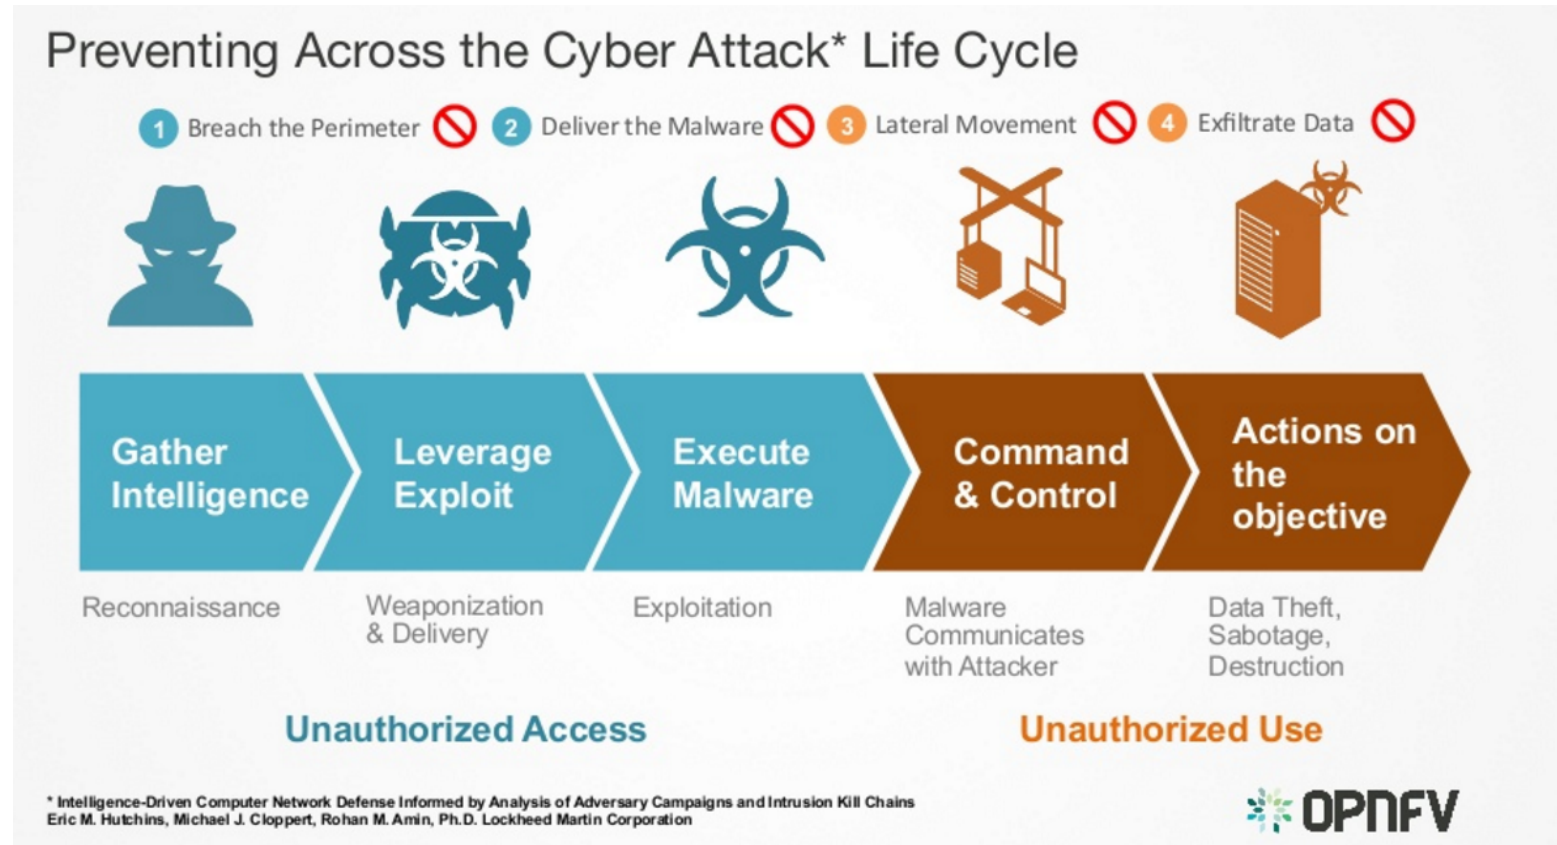 Preventing Across the Cyber Attack* Life Cycle
1 Breach the Perimeter 2 Deliver the Malware 3 Lateral Movement 4 Exfiltrate Data
Gather
Intelligence
Leverage
Exploit
Execute
Malware
Command
& Control
Actions on
the
objective
Reconnaissance
Weaponization
& Delivery
Exploitation
Malware
Communicates
with Attacker
Data Theft,
Sabotage,
Destruction
Unauthorized Access
Unauthorized Use
* Intelligence-Driven Computer Network Defense Informed by Analysis of Adversary Campaigns and Intrusion Kill Chains
Eric M. Hutchins, Michael J. Cloppert, Rohan M. Amin, Ph.D. Lockheed Martin Corporation
OPNFV